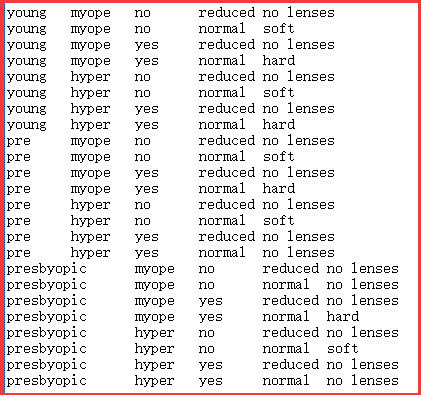 young myope no reduced no lenses
young myope no normal soft
young myope yes reduced no lenses
young myope yes normal hard
young hyper no reduced no lenses
young hyper no normal soft
young hyper yes reduced no lenses
young hyper yes normal hard
pre myope no reduced no lenses
pre myope no normal soft
pre myope yes reduced no lenses
pre myope yes normal hard
pre hyper no reduced no lenses
pre hyper no normal soft
pre hyper yes reduced no lenses
pre hyper yes normal no lenses
presbyopic myope no reduced no lenses
presbyopic myope no normal no lenses
presbyopic myope yes reduced no lenses
presbyopic myope yes normal hard
presbyopic hyper no reduced no lenses
presbyopic hyper no normal soft
presbyopic hyper yes reduced no lenses
presbyopic hyper yes normal no lenses